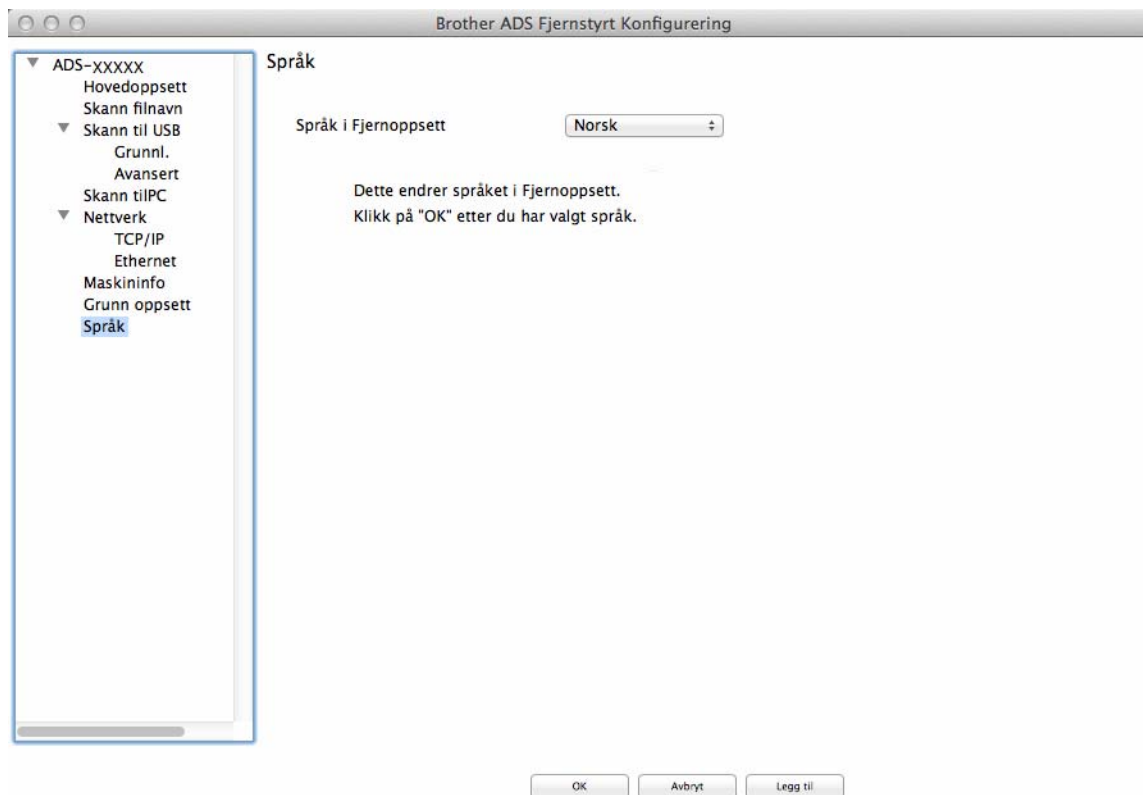 Brother ADS Fjernstyrt Konfigurering
ADS-XXXXX
Hovedoppsett
Skann filnavn
Skann til USB
Grunnl.
Avansert
Skann tilPC
Nettverk
TCP/IP
Ethernet
Maskininfo
Grunn oppsett
Språk
Språk
Språk i Fjernoppsett
Norsk
Dette endrer språket i Fjernoppsett.
Klikk på "OK" etter du har valgt språk.
OK
Avbryt
Legg til